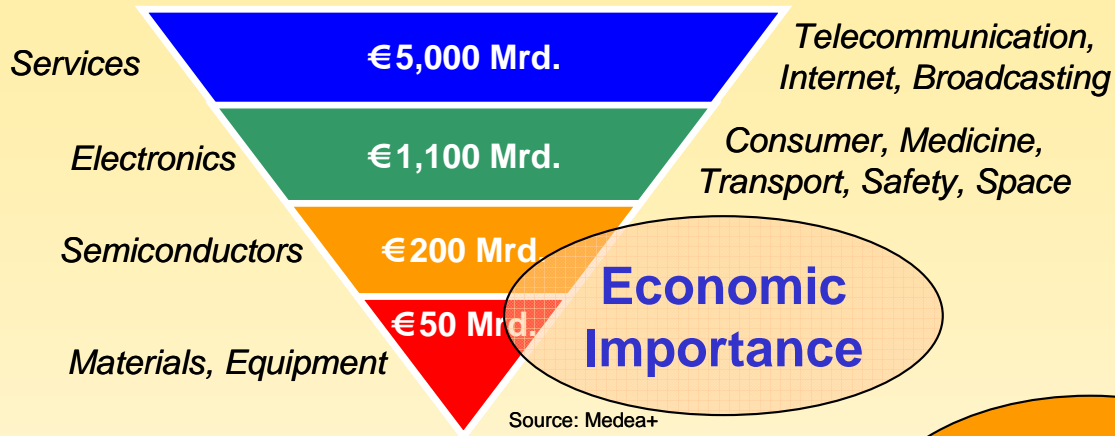 Services
€5,000 Mrd.
Telecommunication,
Internet, Broadcasting
Electronics
€1,100 Mrd.
Consumer, Medicine,
Transport, Safety, Space
Semiconductors
€200 Mrd.
Materials, Equipment
€50 Mrd.
Economic
Importance
Source: Medea+